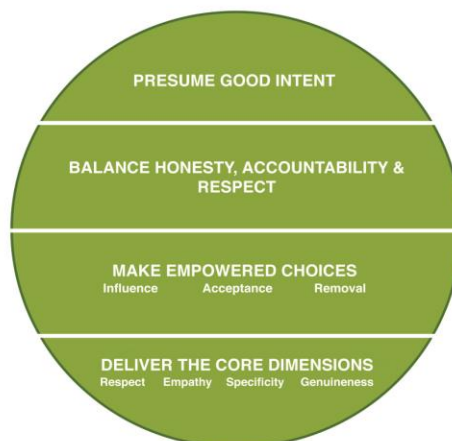 PRESUME GOOD INTENT
BALANCE HONESTY, ACCOUNTABILITY &
RESPECT
MAKE EMPOWERED CHOICES
Influence Acceptance Removal
DELIVER THE CORE DIMENSIONS
Respect Empathy Specificity Genuineness